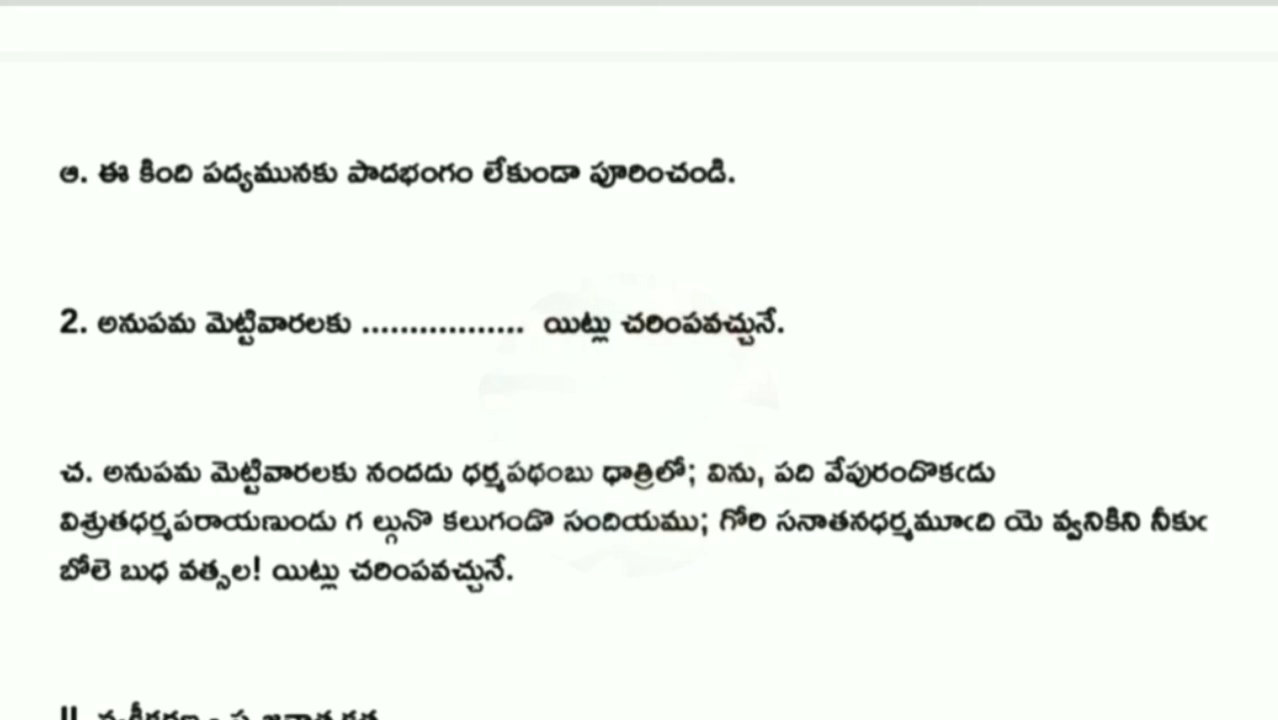 ఆ. ఈ కింది పద్యమునకు పాదభంగం లేకుండా పూరించండి.
2. అనుపమ మెట్టివారలకు ................. యిట్లు చరింపవచ్చునే.
చ. అనుపమ మెట్టివారలకు నందదు ధర్మపథంబు ధాత్రిలో; విను, పది వేపురందొకఁడు
విశ్రుతధర్మపరాయణుండు గ ల్గునొ కలుగండొ సందియము; గోరి సనాతనధర్మమూఁది యె వ్వనికిని నీకుఁ
బోలె బుధ వత్సల! యిట్లు చరింపవచ్చునే.
II.